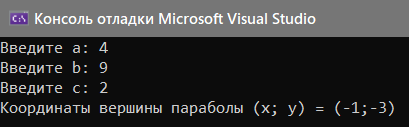 Консоль отладки Microsoft Visual Studio
Введите a: 4
Введите b: 9
Введите c: 2
Координаты вершины параболы (x; y) = (-1;-3)